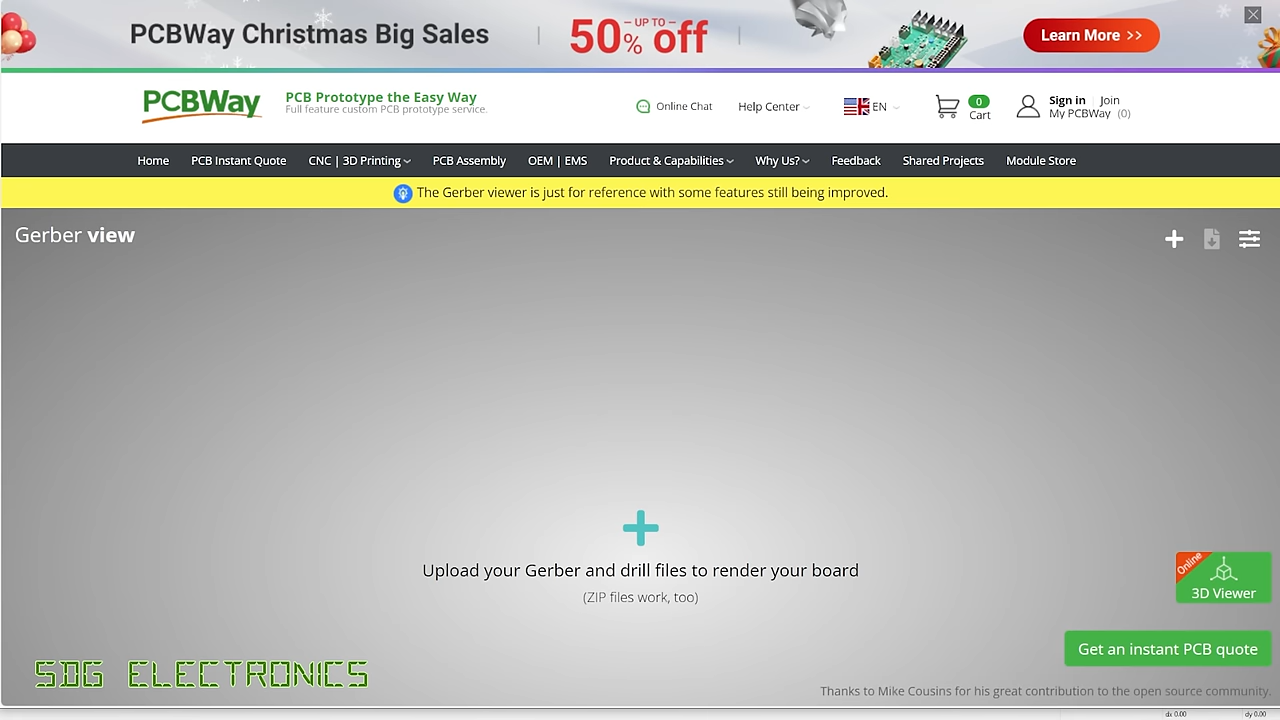 PCBWay Christmas Big Sales
UP TO
50% off
Learn More >>
PCBWay
PCB Prototype the Easy Way
Full feature custom PCB prototype service.
Online Chat
Help Center
EN
0
Cart
Sign in | Join
My PCBWay (0)
Home
PCB Instant Quote
CNC | 3D Printing
PCB Assembly
OEM | EMS
Product & Capabilities
Why Us?
Feedback
Shared Projects
Module Store
The Gerber viewer is just for reference with some features still being improved.
Gerber view
Upload your Gerber and drill files to render your board
(ZIP files work, too)
Online
3D Viewer
Get an instant PCB quote
SDG ELECTRONICS
Thanks to Mike Cousins for his great contribution to the open source community.
dx 0.00
dy 0.00